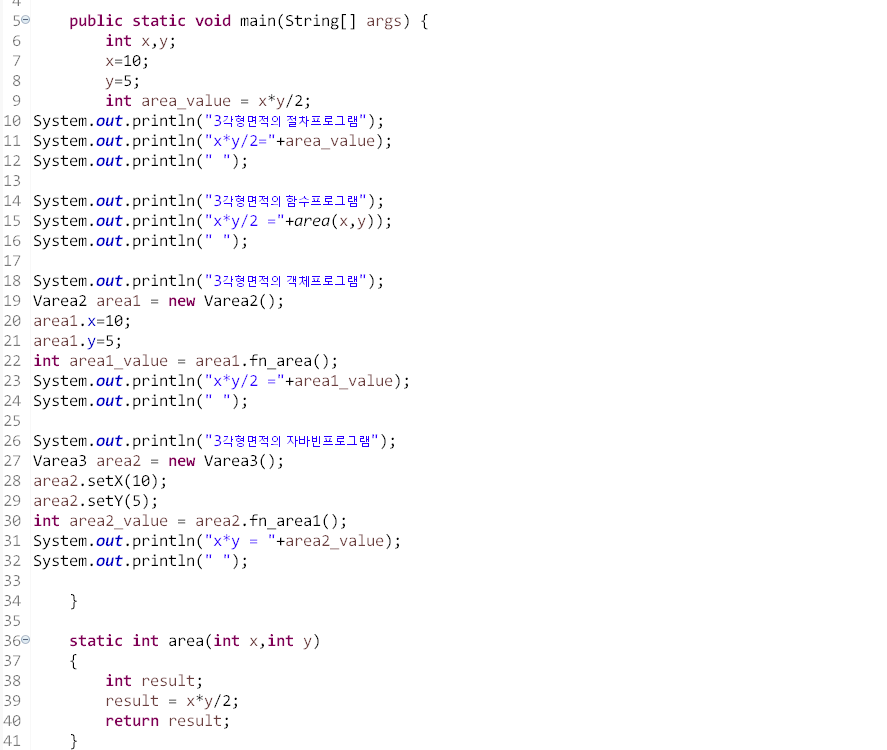 4
5 public static void main(String[] args) {
6 int x,y;
7 x=10;
8 y=5;
9 int area_value = x*y/2;
10 System.out.println("3각형면적의 절차프로그램");
11 System.out.println("x*y/2="+area_value);
12 System.out.println(" ");
13
14 System.out.println("3각형면적의 함수프로그램");
15 System.out.println("x*y/2 ="+area(x,y));
16 System.out.println(" ");
17
18 System.out.println("3각형면적의 객체프로그램");
19 Varea2 area1 = new Varea2();
20 area1.x=10;
21 area1.y=5;
22 int area1_value = area1.fn_area();
23 System.out.println("x*y/2 ="+area1_value);
24 System.out.println(" ");
25
26 System.out.println("3각형면적의 자바빈프로그램");
27 Varea3 area2 = new Varea3();
28 area2.setX(10);
29 area2.setY(5);
30 int area2_value = area2.fn_area1();
31 System.out.println("x*y = "+area2_value);
32 System.out.println(" ");
33
34 }
35
36 static int area(int x,int y)
37 {
38 int result;
39 result = x*y/2;
40 return result;
41 }